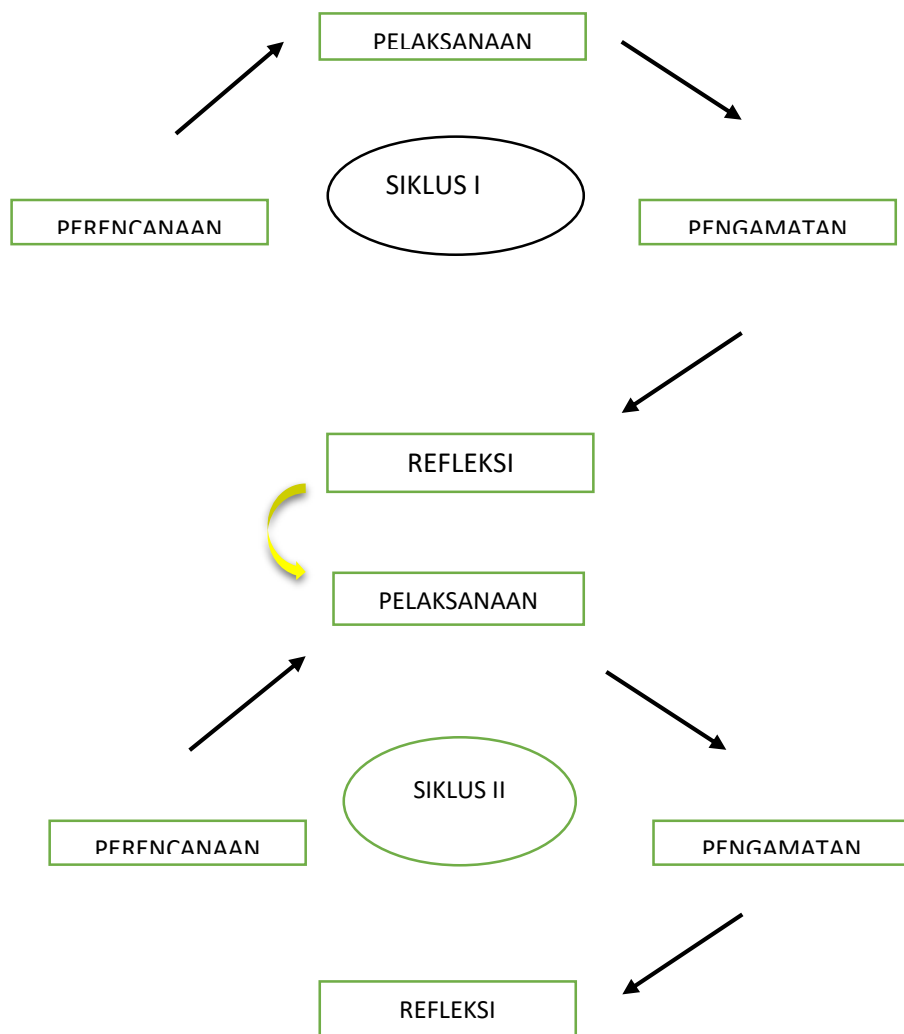 PELAKSANAAN
SIKLUS I
PERENCANAAN
PENGAMATAN
REFLEKSI
PELAKSANAAN
SIKLUS II
PERENCANAAN
PENGAMATAN
REFLEKSI